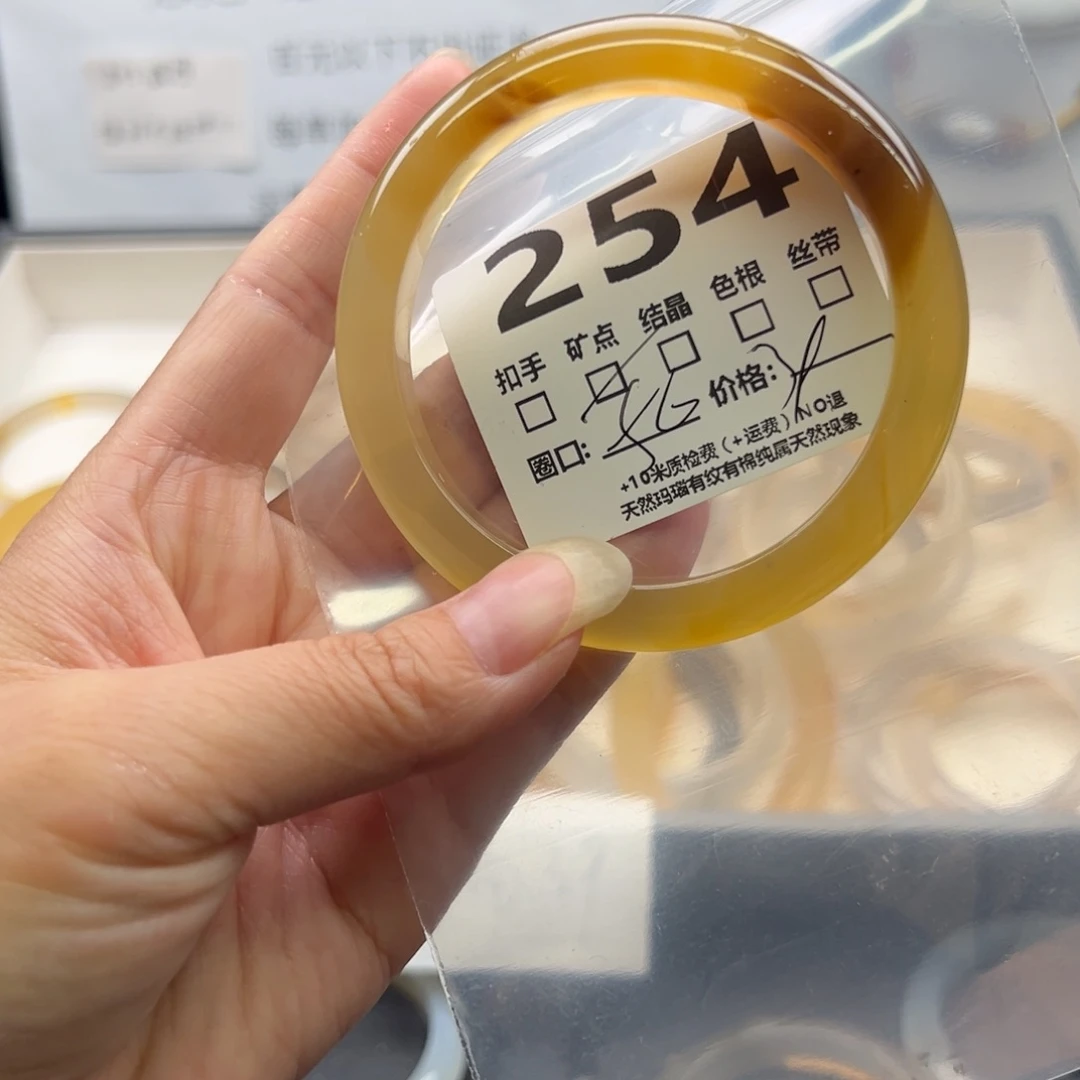 254
扣手 矿点 结晶 色根 丝带
圈口: 56 价格:
+10米质检费（+运费）NO退
天然玛瑙有纹有棉纯属天然现象